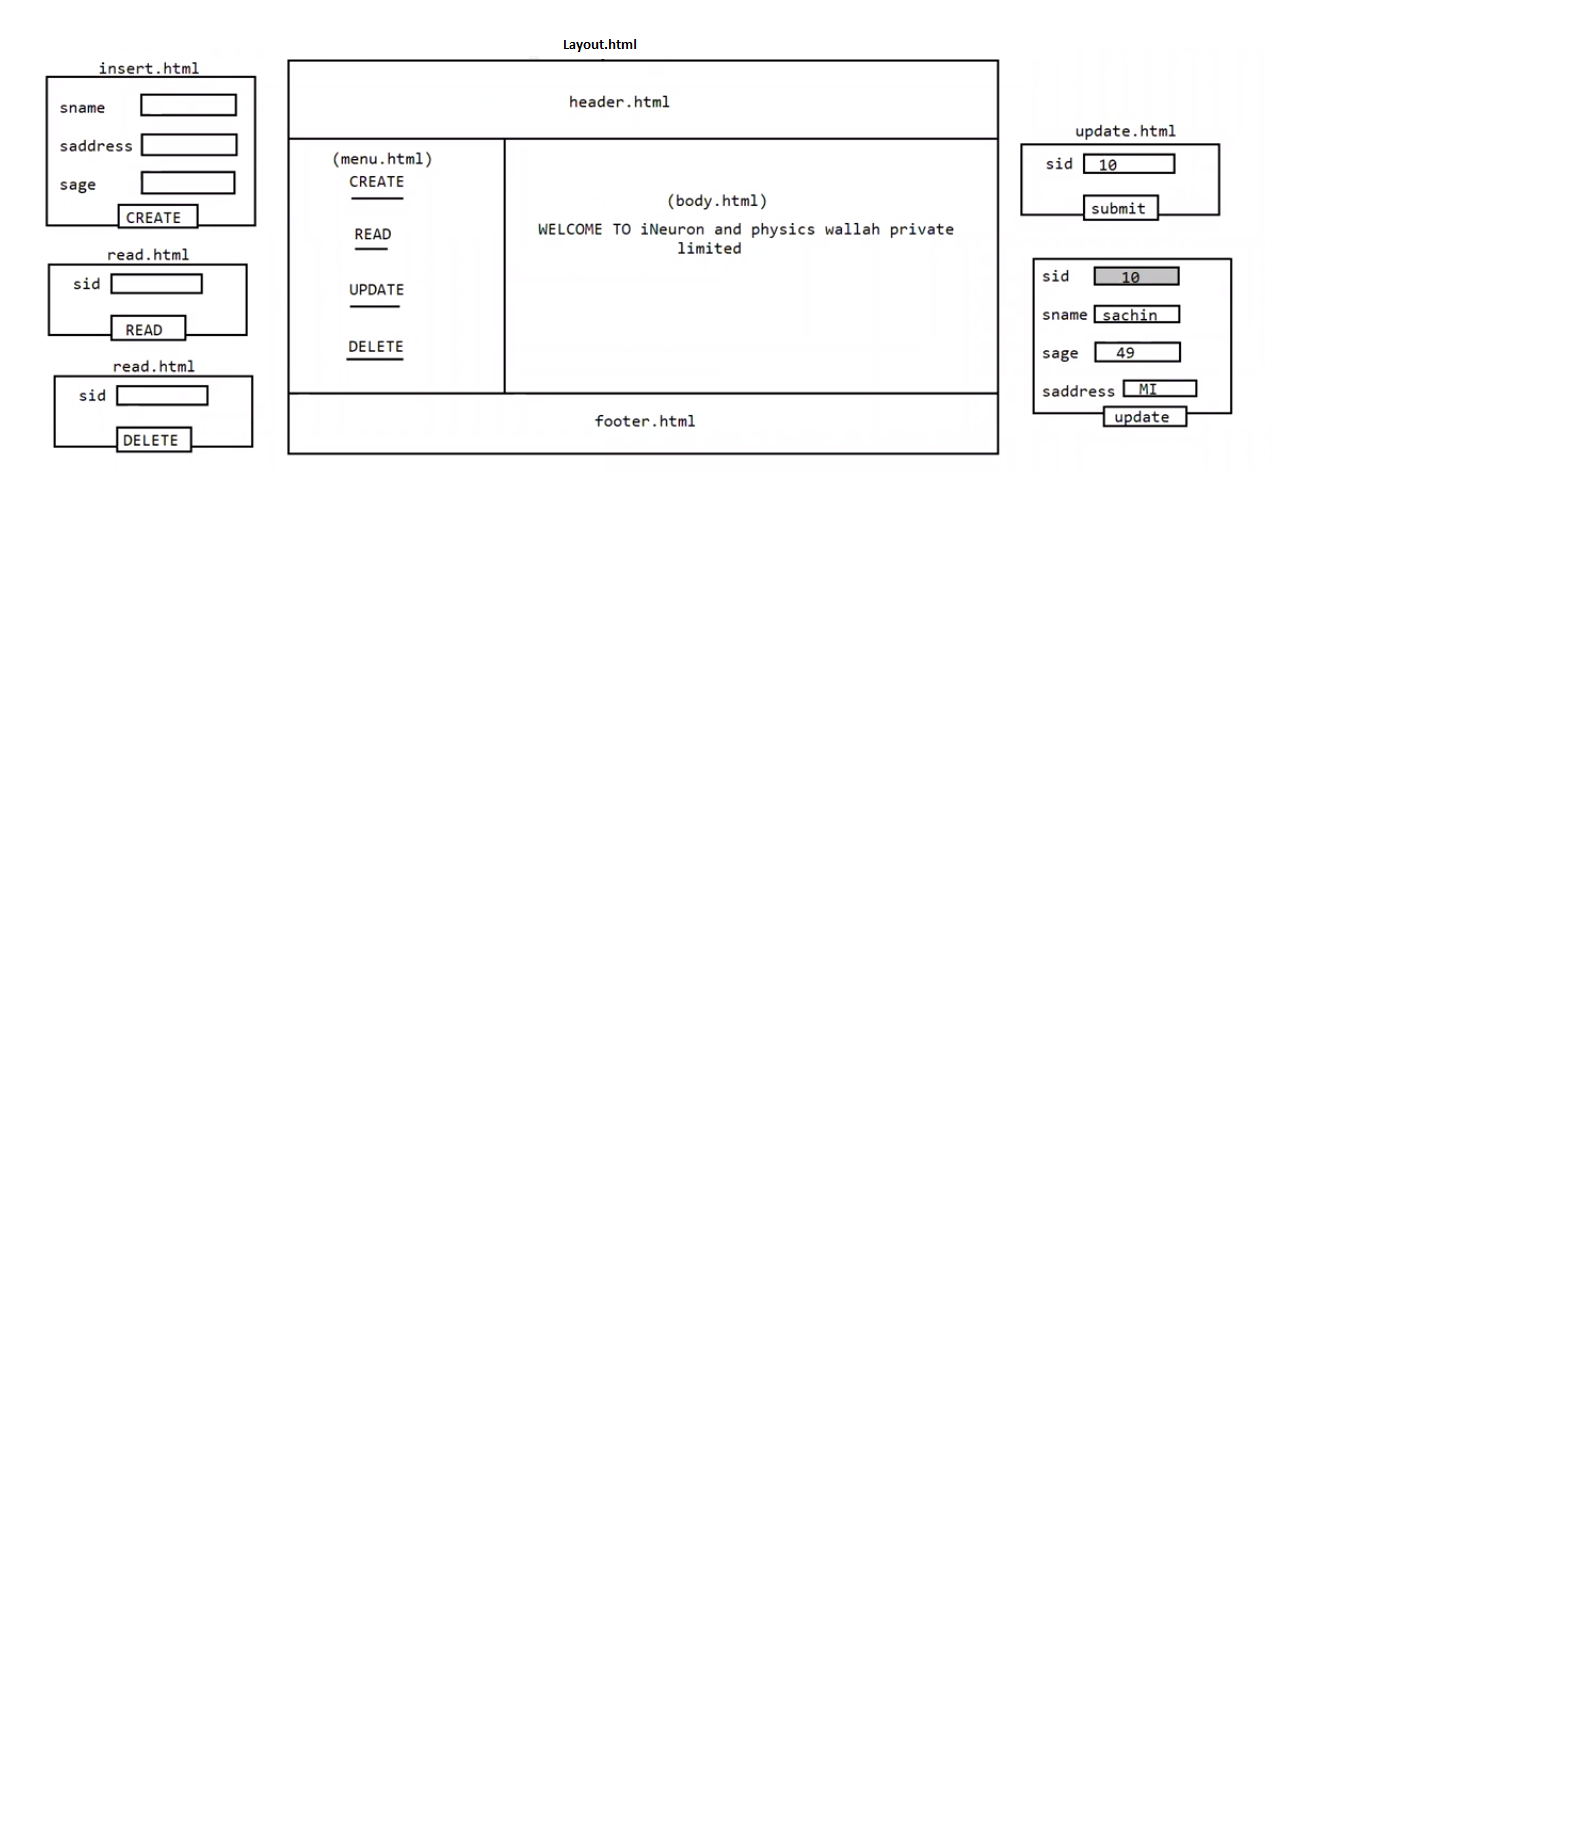 Layout.html
insert.html
sname
saddress
sage
CREATE
read.html
sid
READ
read.html
sid
DELETE
header.html
(menu.html)
CREATE
READ
UPDATE
DELETE
(body.html)
WELCOME TO iNeuron and physics wallah private
limited
footer.html
update.html
sid 10
submit
sid 10
sname sachin
sage 49
saddress MI
update